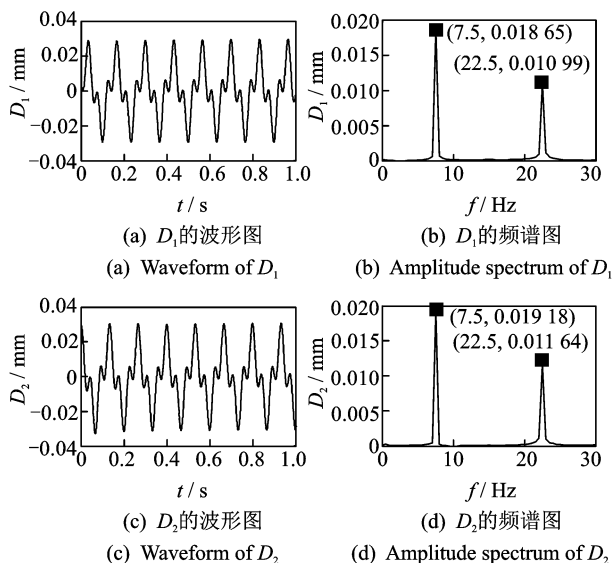 0.04
0.02
0
−0.02
−0.04
D₁ / mm
0 0.2 0.4 0.6 0.8 1.0
t / s
(a) D₁的波形图
(a) Waveform of D₁
0.020
0.015
0.010
0.005
D₁ / mm
(7.5, 0.018 65)
(22.5, 0.010 99)
0 10 20 30
f / Hz
(b) D₁的频谱图
(b) Amplitude spectrum of D₁
0.04
0.02
0
−0.02
−0.04
D₂ / mm
0 0.2 0.4 0.6 0.8 1.0
t / s
(c) D₂的波形图
(c) Waveform of D₂
0.020
0.015
0.010
0.005
D₂ / mm
(7.5, 0.019 18)
(22.5, 0.011 64)
0 10 20 30
f / Hz
(d) D₂的频谱图
(d) Amplitude spectrum of D₂